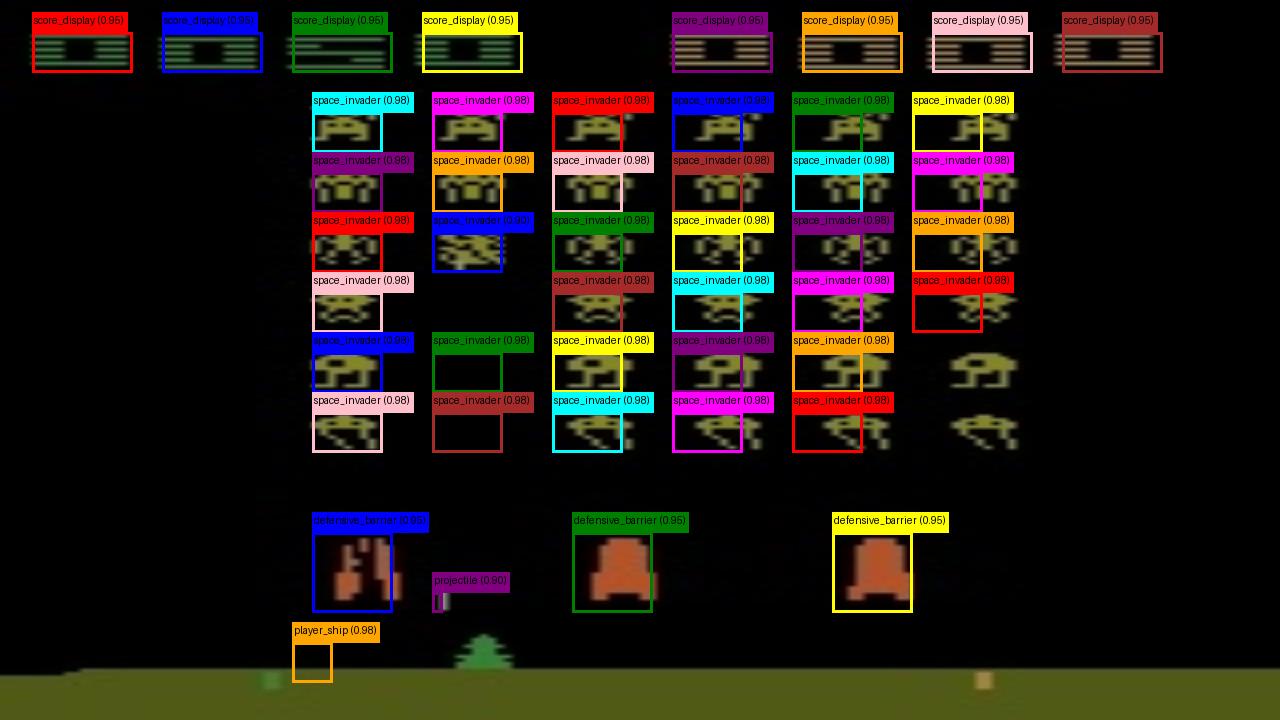 score_display (0.95) score_display (0.95) score_display (0.95) score_display (0.95) score_display (0.95) score_display (0.95) score_display (0.95) score_display (0.95)
space_invader (0.98) space_invader (0.98) space_invader (0.98) space_invader (0.98) space_invader (0.98) space_invader (0.98)
space_invader (0.98) space_invader (0.98) space_invader (0.98) space_invader (0.98) space_invader (0.98) space_invader (0.98)
space_invader (0.98) space_invader (0.90) space_invader (0.98) space_invader (0.98) space_invader (0.98) space_invader (0.98)
space_invader (0.98) space_invader (0.98) space_invader (0.98) space_invader (0.98) space_invader (0.98)
space_invader (0.98) space_invader (0.98) space_invader (0.98) space_invader (0.98) space_invader (0.98)
space_invader (0.98) space_invader (0.98) space_invader (0.98) space_invader (0.98) space_invader (0.98)
defensive_barrier (0.95) defensive_barrier (0.95) defensive_barrier (0.95)
projectile (0.90)
player_ship (0.98)